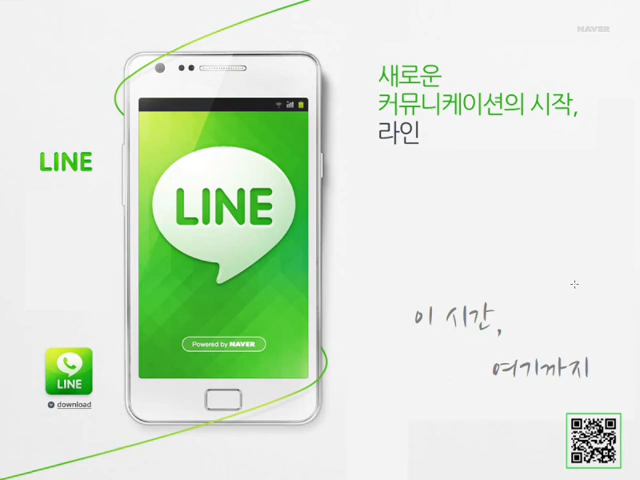 NAVER
새로운
커뮤니케이션의 시작,
라인
LINE
LINE
Powered by NAVER
이 시간,
여기까지
LINE
download